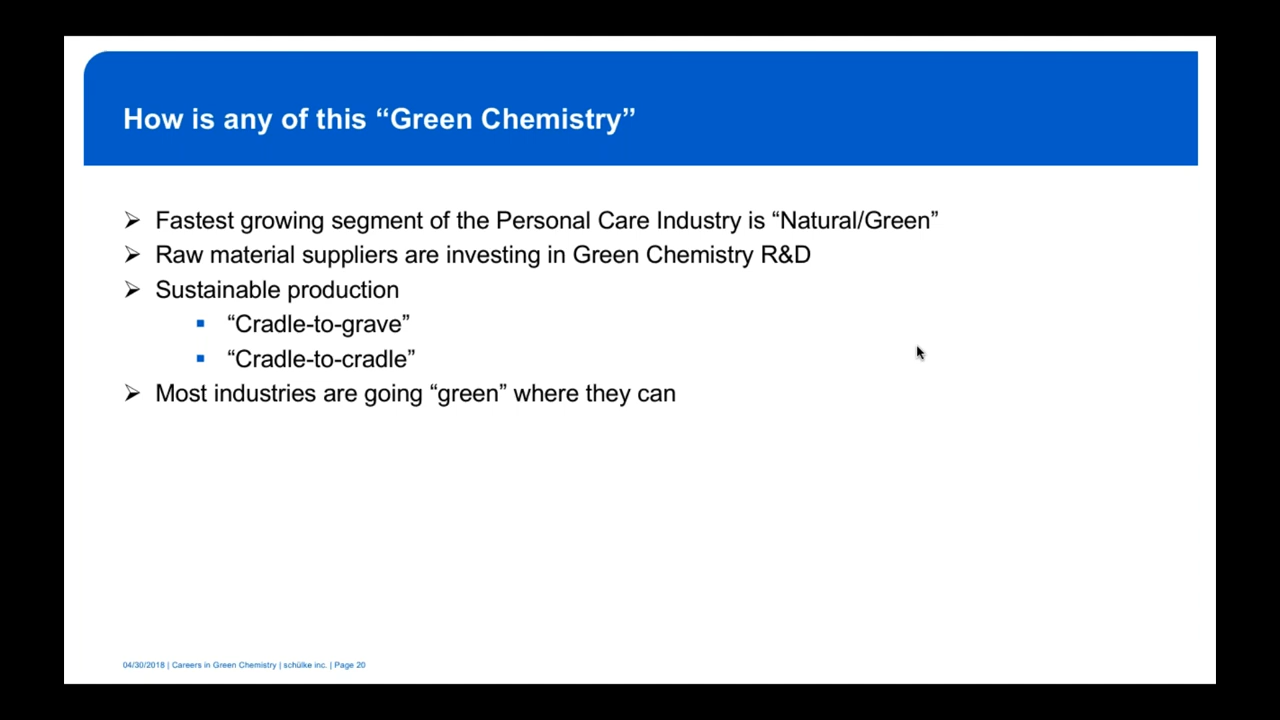 How is any of this “Green Chemistry”
Fastest growing segment of the Personal Care Industry is “Natural/Green”
Raw material suppliers are investing in Green Chemistry R&D
Sustainable production
“Cradle-to-grave”
“Cradle-to-cradle”
Most industries are going “green” where they can
04/30/2018 | Careers in Green Chemistry | schülke inc. | Page 20